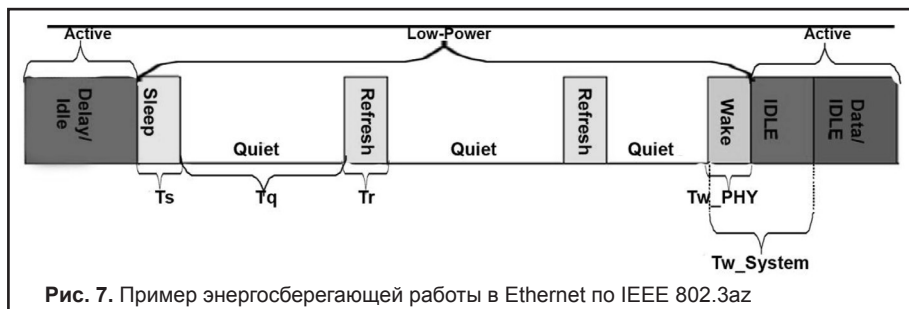 Active Low-Power Active
Delay/
Idle
Sleep
Quiet
Refresh
Quiet
Refresh
Quiet
Wake
IDLE
Data/
IDLE
Ts Tq Tr Tw_PHY
Tw_System
Рис. 7. Пример энергосберегающей работы в Ethernet по IEEE 802.3az